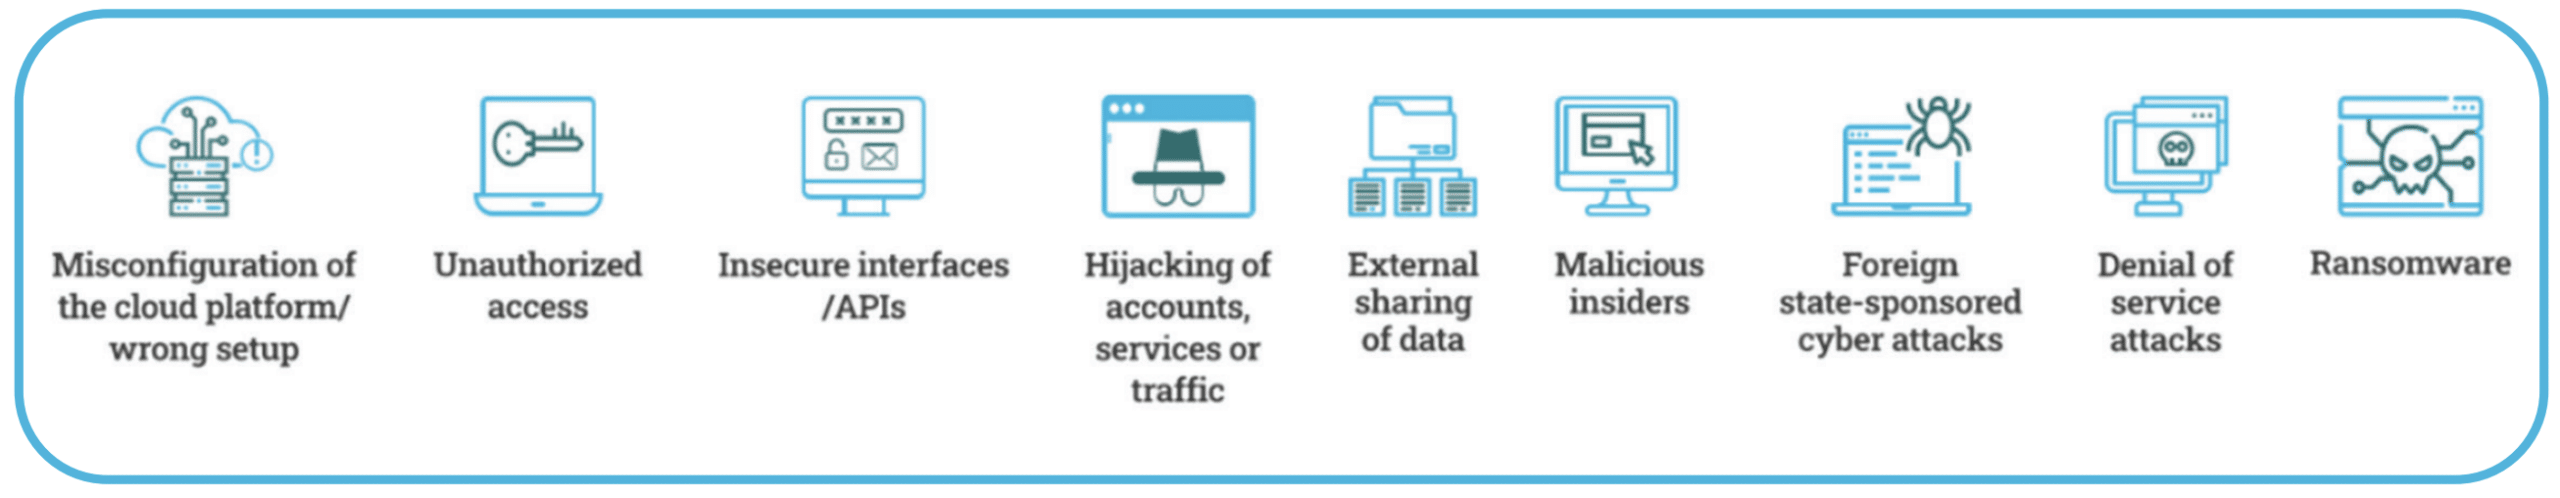 Misconfiguration of
the cloud platform/
wrong setup
Unauthorized
access
Insecure interfaces
/APIs
Hijacking of
accounts,
services or
traffic
External
sharing
of data
Malicious
insiders
Foreign
state-sponsored
cyber attacks
Denial of
service
attacks
Ransomware